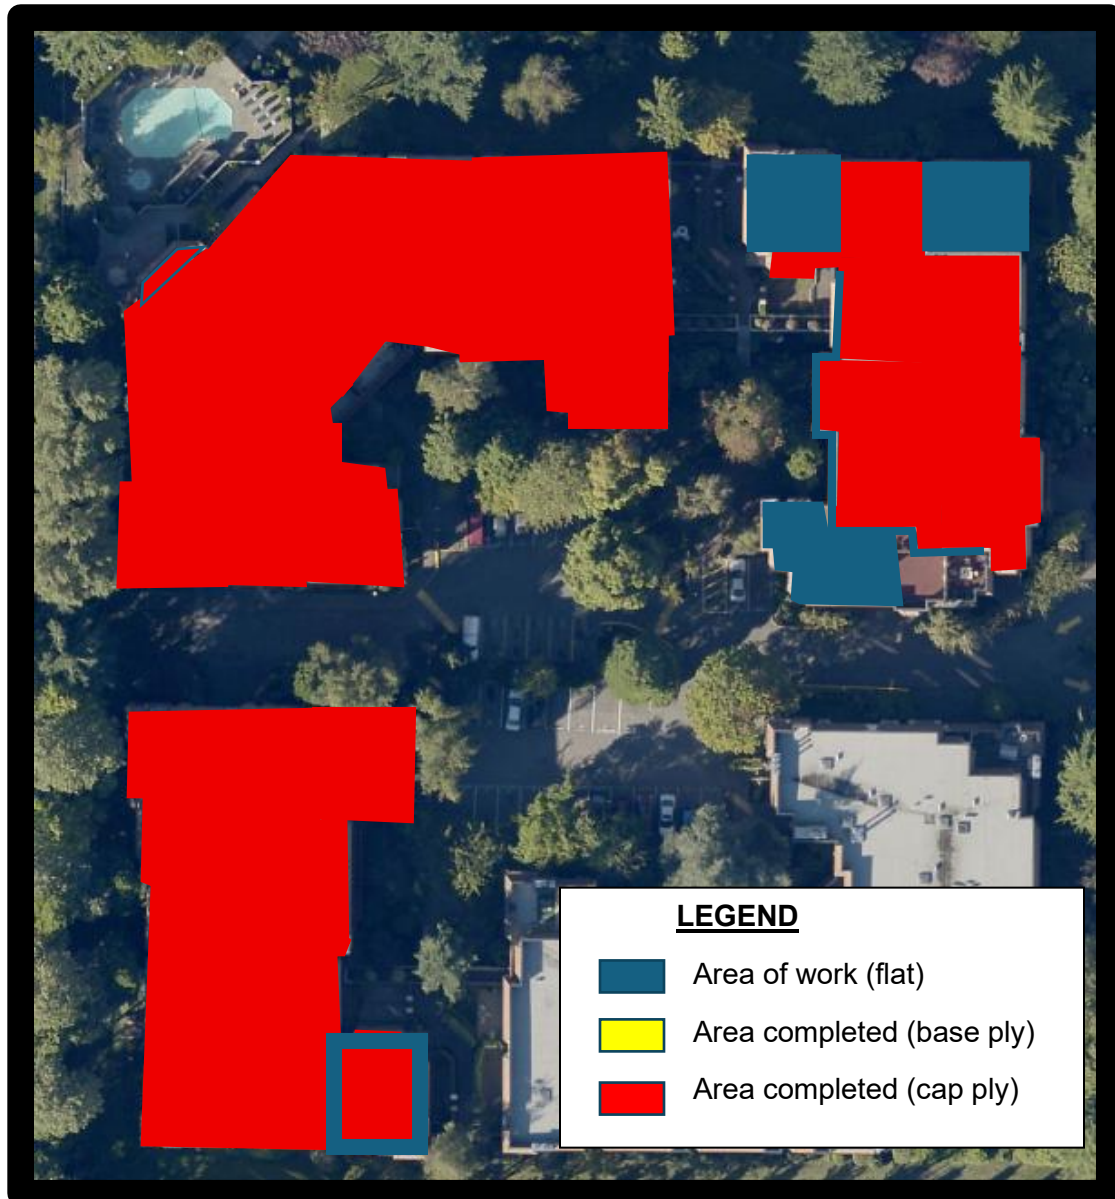 LEGEND
Area of work (flat)
Area completed (base ply)
Area completed (cap ply)